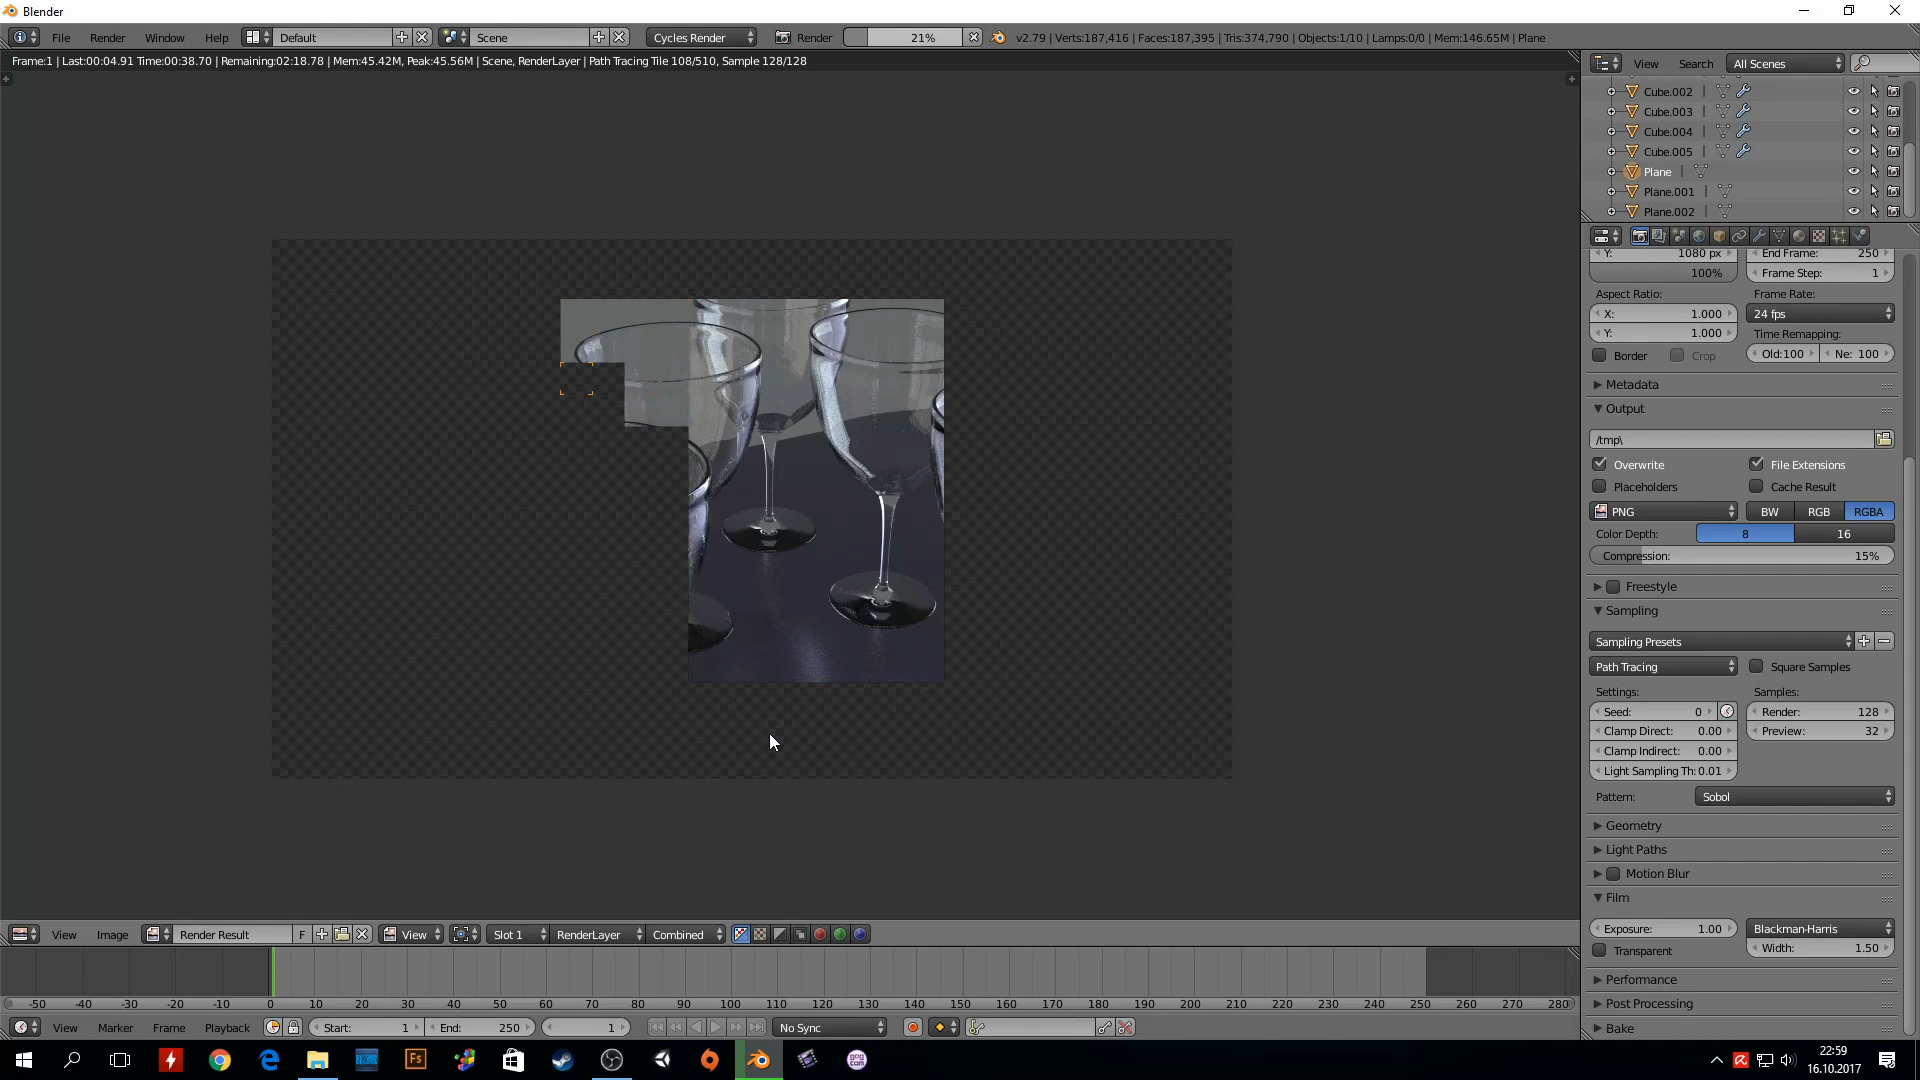 Blender
File Render Window Help Default Scene Cycles Render Render 21% v2.79 | Verts:187,416 | Faces:187,395 | Tris:374,790 | Objects:1/10 | Lamps:0/0 | Mem:146.65M | Plane
Frame:1 | Last:00:04.91 Time:00:38.70 | Remaining:02:18.78 | Mem:45.42M, Peak:45.56M | Scene, RenderLayer | Path Tracing Tile 108/510, Sample 128/128
View Search All Scenes
Cube.002
Cube.003
Cube.004
Cube.005
Plane
Plane.001
Plane.002
Y: 1080 px End Frame: 250
100% Frame Step: 1
Aspect Ratio: Frame Rate:
X: 1.000 24 fps
Y: 1.000 Time Remapping:
Border Crop Old:100 Ne: 100
Metadata
Output
/tmp\
Overwrite File Extensions
Placeholders Cache Result
PNG BW RGB RGBA
Color Depth: 8 16
Compression: 15%
Freestyle
Sampling
Sampling Presets
Path Tracing Square Samples
Settings: Samples:
Seed: 0 Render: 128
Clamp Direct: 0.00 Preview: 32
Clamp Indirect: 0.00
Light Sampling Th: 0.01
Pattern: Sobol
Geometry
Light Paths
Motion Blur
Film
Exposure: 1.00 Blackman-Harris
Transparent Width: 1.50
Performance
Post Processing
Bake
View Image Render Result F View Slot 1 RenderLayer Combined
-50 -40 -30 -20 -10 0 10 20 30 40 50 60 70 80 90 100 110 120 130 140 150 160 170 180 190 200 210 220 230 240 250 260 270 280
View Marker Frame Playback Start: 1 End: 250 1 No Sync
Fs
gog
com
22:59
16.10.2017